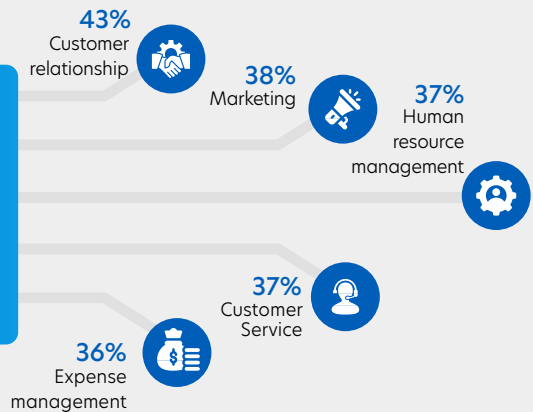 43%
Customer
relationship
38%
Marketing
37%
Human
resource
management
37%
Customer
Service
36%
Expense
management
$